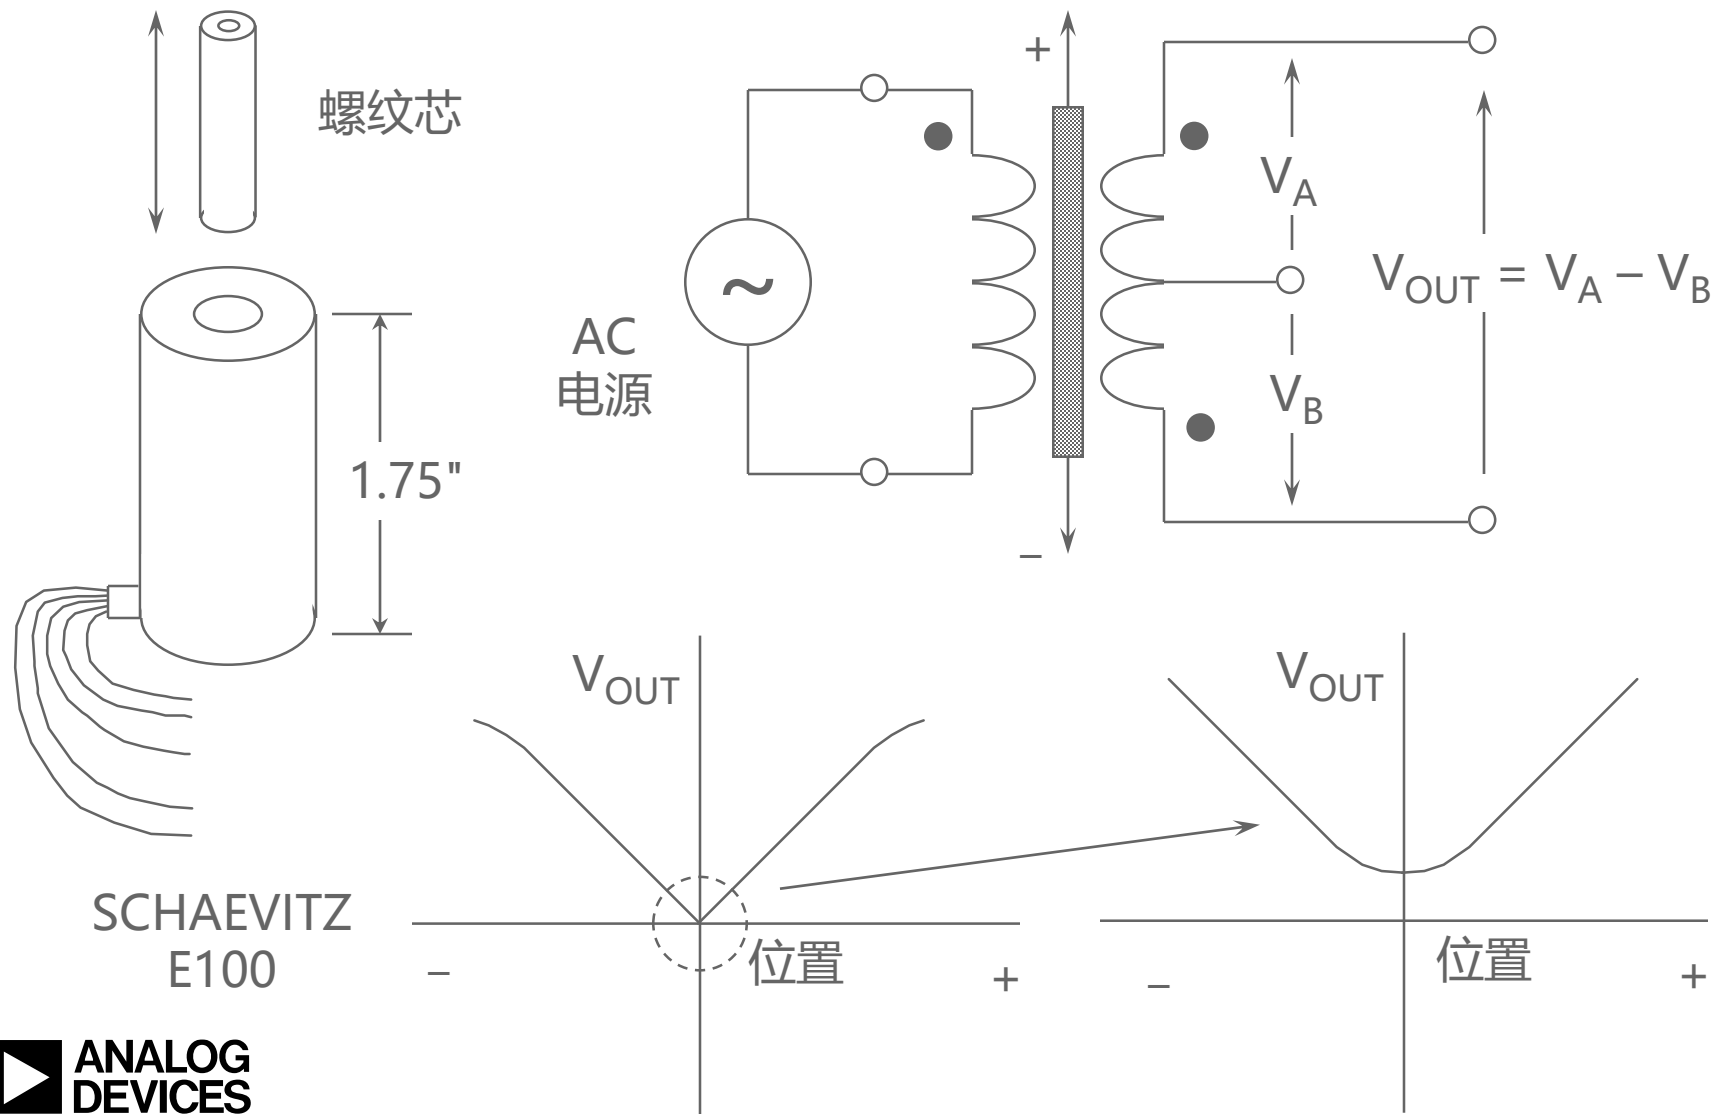 螺纹芯
1.75"
SCHAEVITZ
E100
AC
电源
~
+
–
VA
VB
VOUT = VA – VB
VOUT
位置
–
+
VOUT
位置
–
+
ANALOG
DEVICES